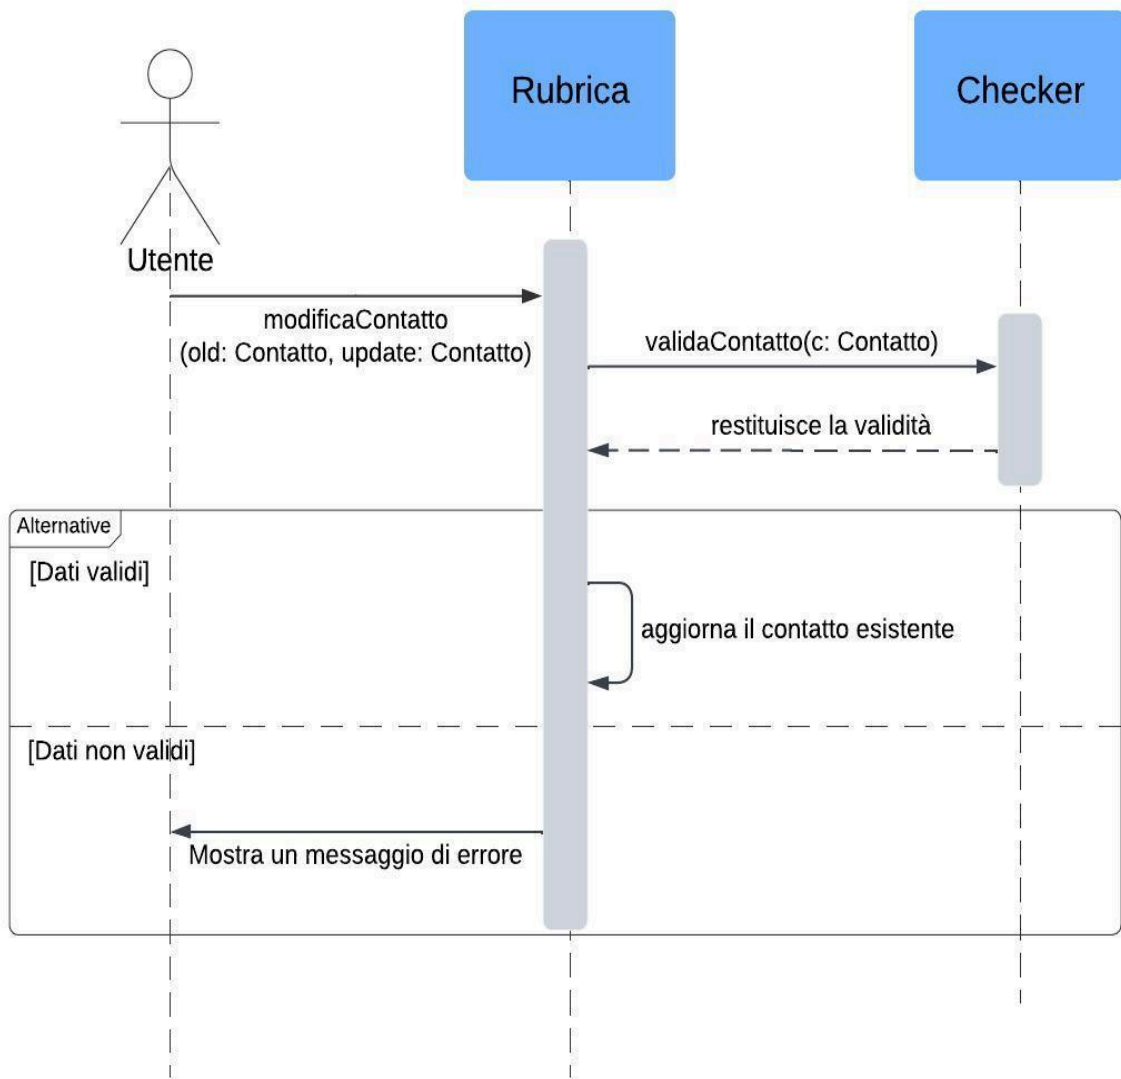 Rubrica
Checker
Utente
modificaContatto
(old: Contatto, update: Contatto)
validaContatto(c: Contatto)
restituisce la validità
Alternative
[Dati validi]
aggiorna il contatto esistente
[Dati non validi]
Mostra un messaggio di errore